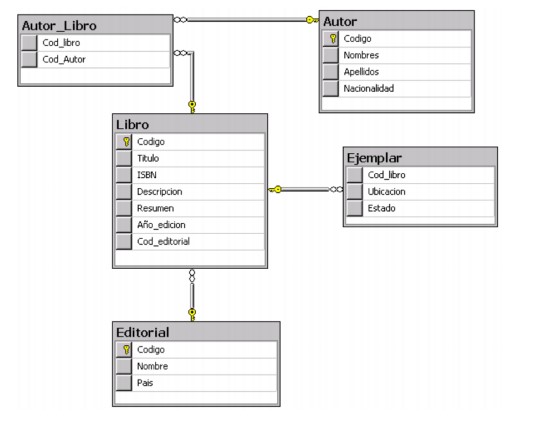 Autor_Libro
Cod_libro
Cod_Autor
Autor
Codigo
Nombres
Apellidos
Nacionalidad
Libro
Codigo
Titulo
ISBN
Descripcion
Resumen
Año_edicion
Cod_editorial
Ejemplar
Cod_libro
Ubicacion
Estado
Editorial
Codigo
Nombre
Pais